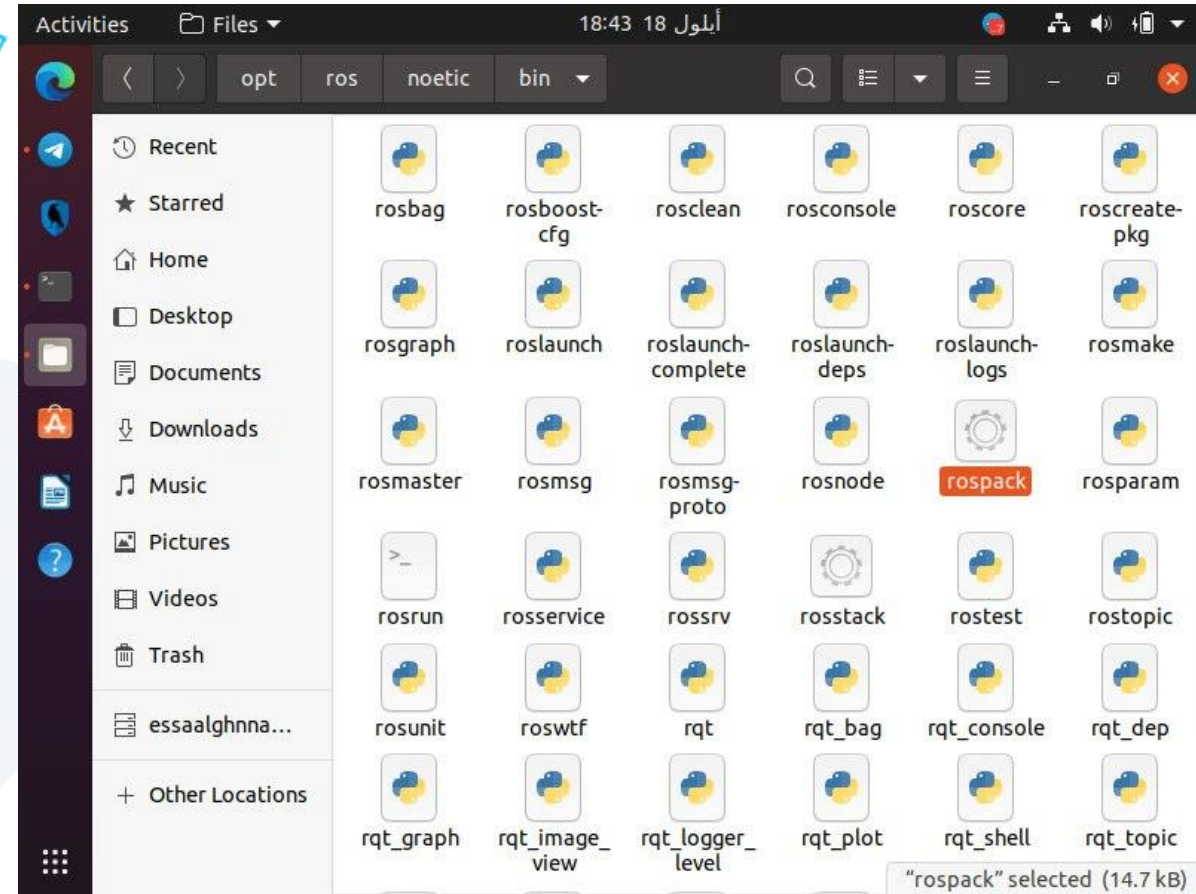 Activities Files
18:43 18 أيلول
opt ros noetic bin
Recent
Starred
Home
Desktop
Documents
Downloads
Music
Pictures
Videos
Trash
essaalghnna...
+ Other Locations
rosbag rosboost- rosclean rosconsole roscore roscreate-
cfg pkg
rosgraph roslaunch roslaunch- roslaunch- roslaunch- rosmake
complete deps logs
rosmaster rosmsg rosmsg- rosnode rospack rosparam
proto
rosrun rosservice rossrv rosstack rostest rostopic
rosunit roswtf rqt rqt_bag rqt_console rqt_dep
rqt_graph rqt_image_ rqt_logger_ rqt_plot rqt_shell rqt_topic
view level
"rospack" selected (14.7 kB)